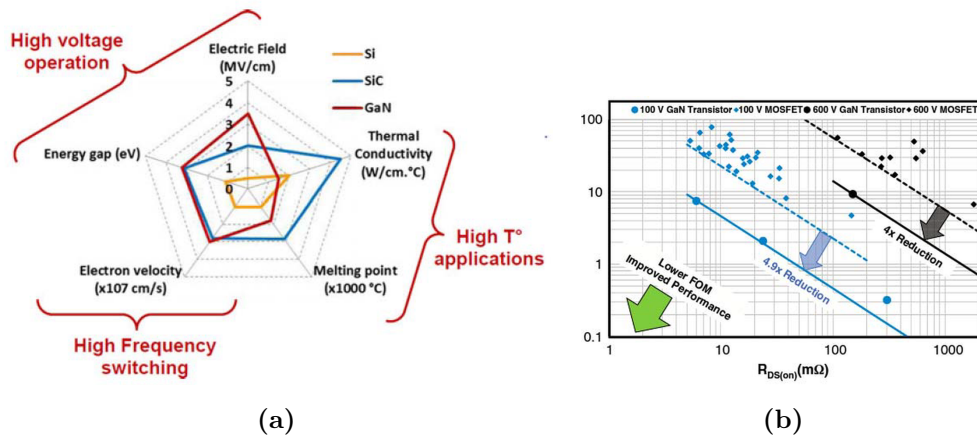 High voltage
operation
Electric Field
(MV/cm)
Si
SiC
GaN
5
4
3
2
1
0
Energy gap (eV)
Thermal
Conductivity
(W/cm.°C)
Electron velocity
(x107 cm/s)
Melting point
(x1000 °C)
High T°
applications
High Frequency
switching
(a)
100 V GaN Transistor 100 V MOSFET 600 V GaN Transistor 600 V MOSFET
100
10
1
0.1
4x Reduction
4.9x Reduction
Lower FOM
Improved Performance
1 10 100 1000
RDS(on)(mΩ)
(b)